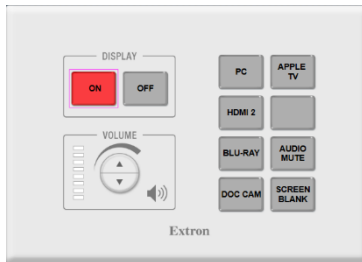 DISPLAY
ON
OFF
VOLUME
PC
APPLE
TV
HDMI 2
BLU-RAY
AUDIO
MUTE
DOC CAM
SCREEN
BLANK
Extron